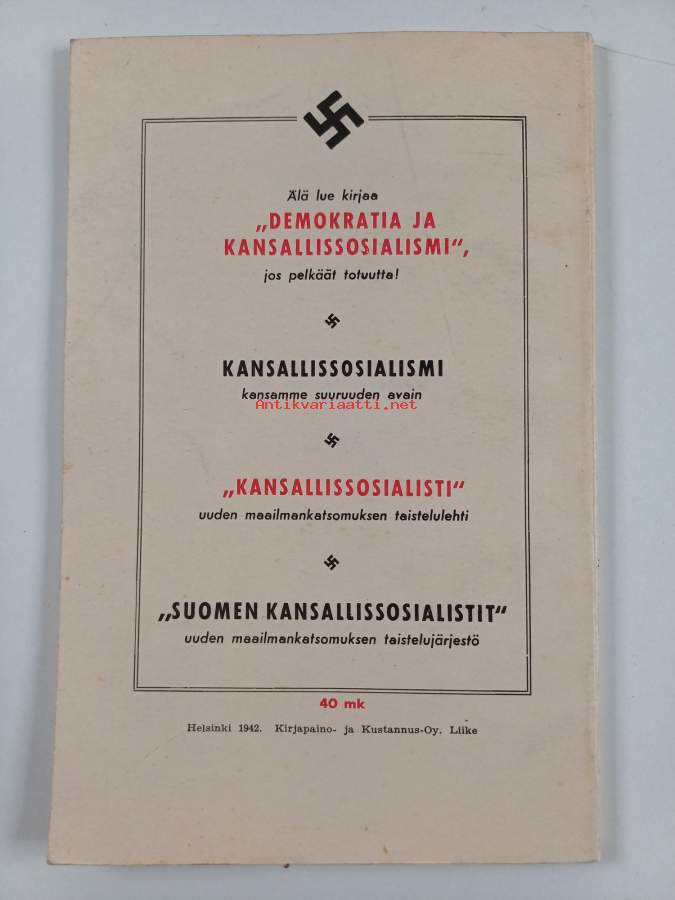 Älä lue kirjaa
„DEMOKRATIA JA
KANSALLISSOSIALISMI“,
jos pelkäät totuutta!
KANSALLISSOSIALISMI
kansamme suuruuden avain
Antikvariaatti.net
„KANSALLISSOSIALISTI“
uuden maailmankatsomuksen taistelulehti
„SUOMEN KANSALLISSOSIALISTIT“
uuden maailmankatsomuksen taistelujärjestö
40 mk
Helsinki 1942. Kirjapaino- ja Kustannus-Oy. Liike